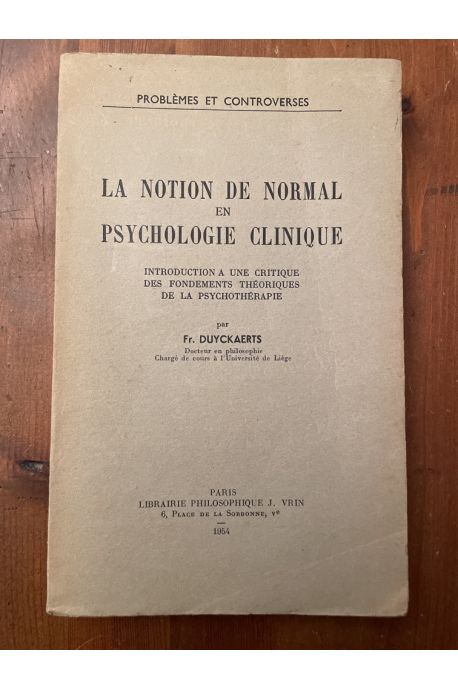 PROBLÈMES ET CONTROVERSES
LA NOTION DE NORMAL
EN
PSYCHOLOGIE CLINIQUE
INTRODUCTION A UNE CRITIQUE
DES FONDEMENTS THÉORIQUES
DE LA PSYCHOTHÉRAPIE
par
Fr. DUYCKAERTS
Docteur en philosophie
Chargé de cours à l'Université de Liége
PARIS
LIBRAIRIE PHILOSOPHIQUE J. VRIN
6, PLACE DE LA SORBONNE, Ve
1954